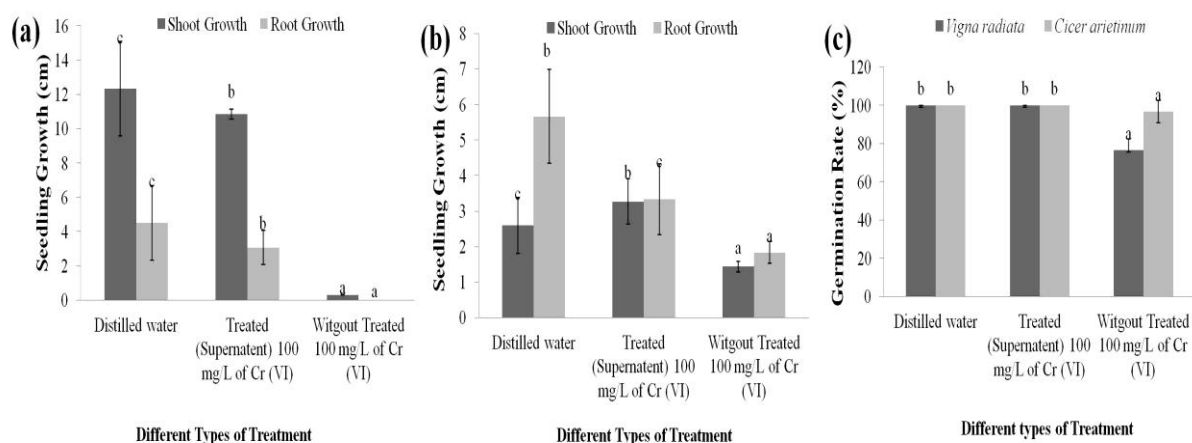 (a)
Shoot Growth Root Growth
Seedling Growth (cm)
16
14
12
10
8
6
4
2
0
c
c
b
b
a
a
Distilled water
Treated
(Supernatent) 100
mg/L of Cr (VI)
Witgout Treated
100 mg/L of Cr
(VI)
Different Types of Treatment
(b)
Shoot Growth Root Growth
Seedling Growth (cm)
8
7
6
5
4
3
2
1
0
c
b
b
c
a
a
Distilled water
Treated
(Supernatent) 100
mg/L of Cr (VI)
Witgout Treated
100 mg/L of Cr
(VI)
Different Types of Treatment
(c)
Vigna radiata Cicer arietinum
Germination Rate (%)
120
100
80
60
40
20
0
b
b
b
b
a
a
Distilled water
Treated
(Supernatent) 100
mg/L of Cr (VI)
Witgout Treated
100 mg/L of Cr
(VI)
Different types of Treatment